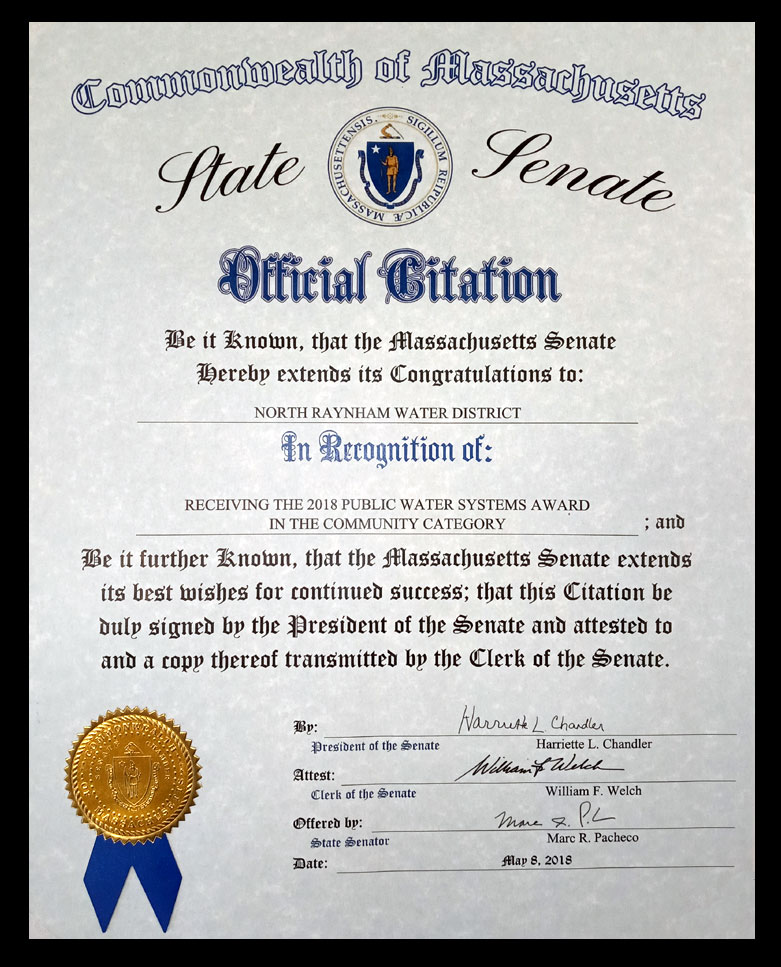 Commonwealth of Massachusetts
State Senate
SIGILLUM REIPUBLICÆ MASSACHUSETTENSIS.
Official Citation
Be it Known, that the Massachusetts Senate
Hereby extends its Congratulations to:
NORTH RAYNHAM WATER DISTRICT
In Recognition of:
RECEIVING THE 2018 PUBLIC WATER SYSTEMS AWARD
IN THE COMMUNITY CATEGORY ; and
Be it further Known, that the Massachusetts Senate extends
its best wishes for continued success; that this Citation be
duly signed by the President of the Senate and attested to
and a copy thereof transmitted by the Clerk of the Senate.
By: Harriette L Chandler
President of the Senate Harriette L. Chandler
Attest: William F Welch
Clerk of the Senate William F. Welch
Offered by:
State Senator Marc R. Pacheco
Date: May 8, 2018